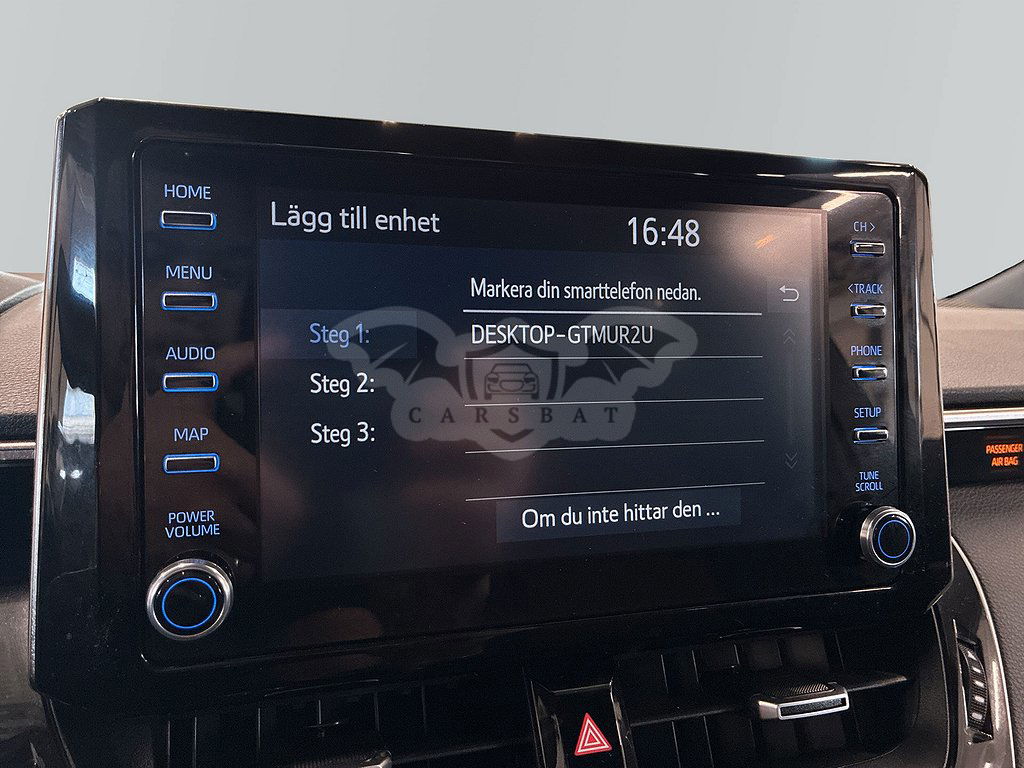 HOME
MENU
AUDIO
MAP
POWER
VOLUME
Lägg till enhet
16:48
Markera din smarttelefon nedan.
Steg 1:
DESKTOP-GTMUR2U
Steg 2:
Steg 3:
Om du inte hittar den ...
CARSBAT
CH >
< TRACK
PHONE
SETUP
TUNE
SCROLL
PASSENGER
AIR BAG